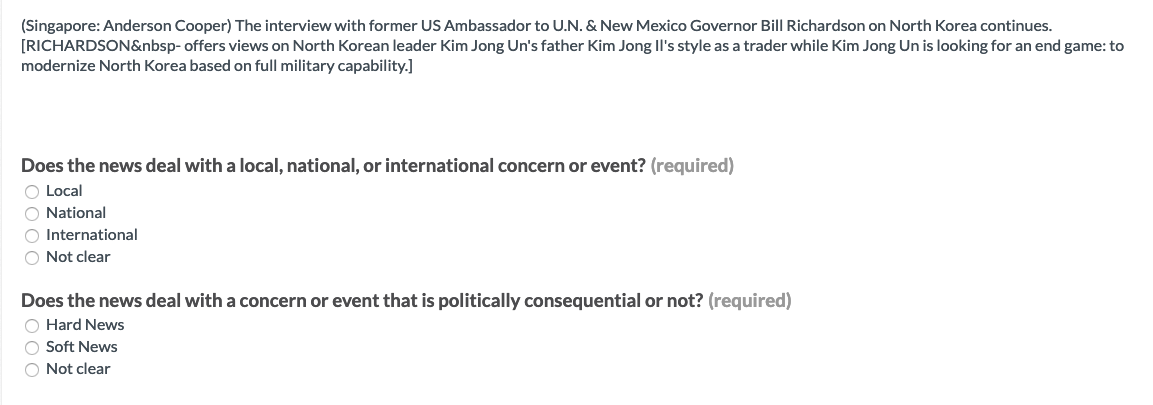 (Singapore: Anderson Cooper) The interview with former US Ambassador to U.N. & New Mexico Governor Bill Richardson on North Korea continues.
[RICHARDSON&nbsp- offers views on North Korean leader Kim Jong Un's father Kim Jong Il's style as a trader while Kim Jong Un is looking for an end game: to
modernize North Korea based on full military capability.]
Does the news deal with a local, national, or international concern or event? (required)
Local
National
International
Not clear
Does the news deal with a concern or event that is politically consequential or not? (required)
Hard News
Soft News
Not clear